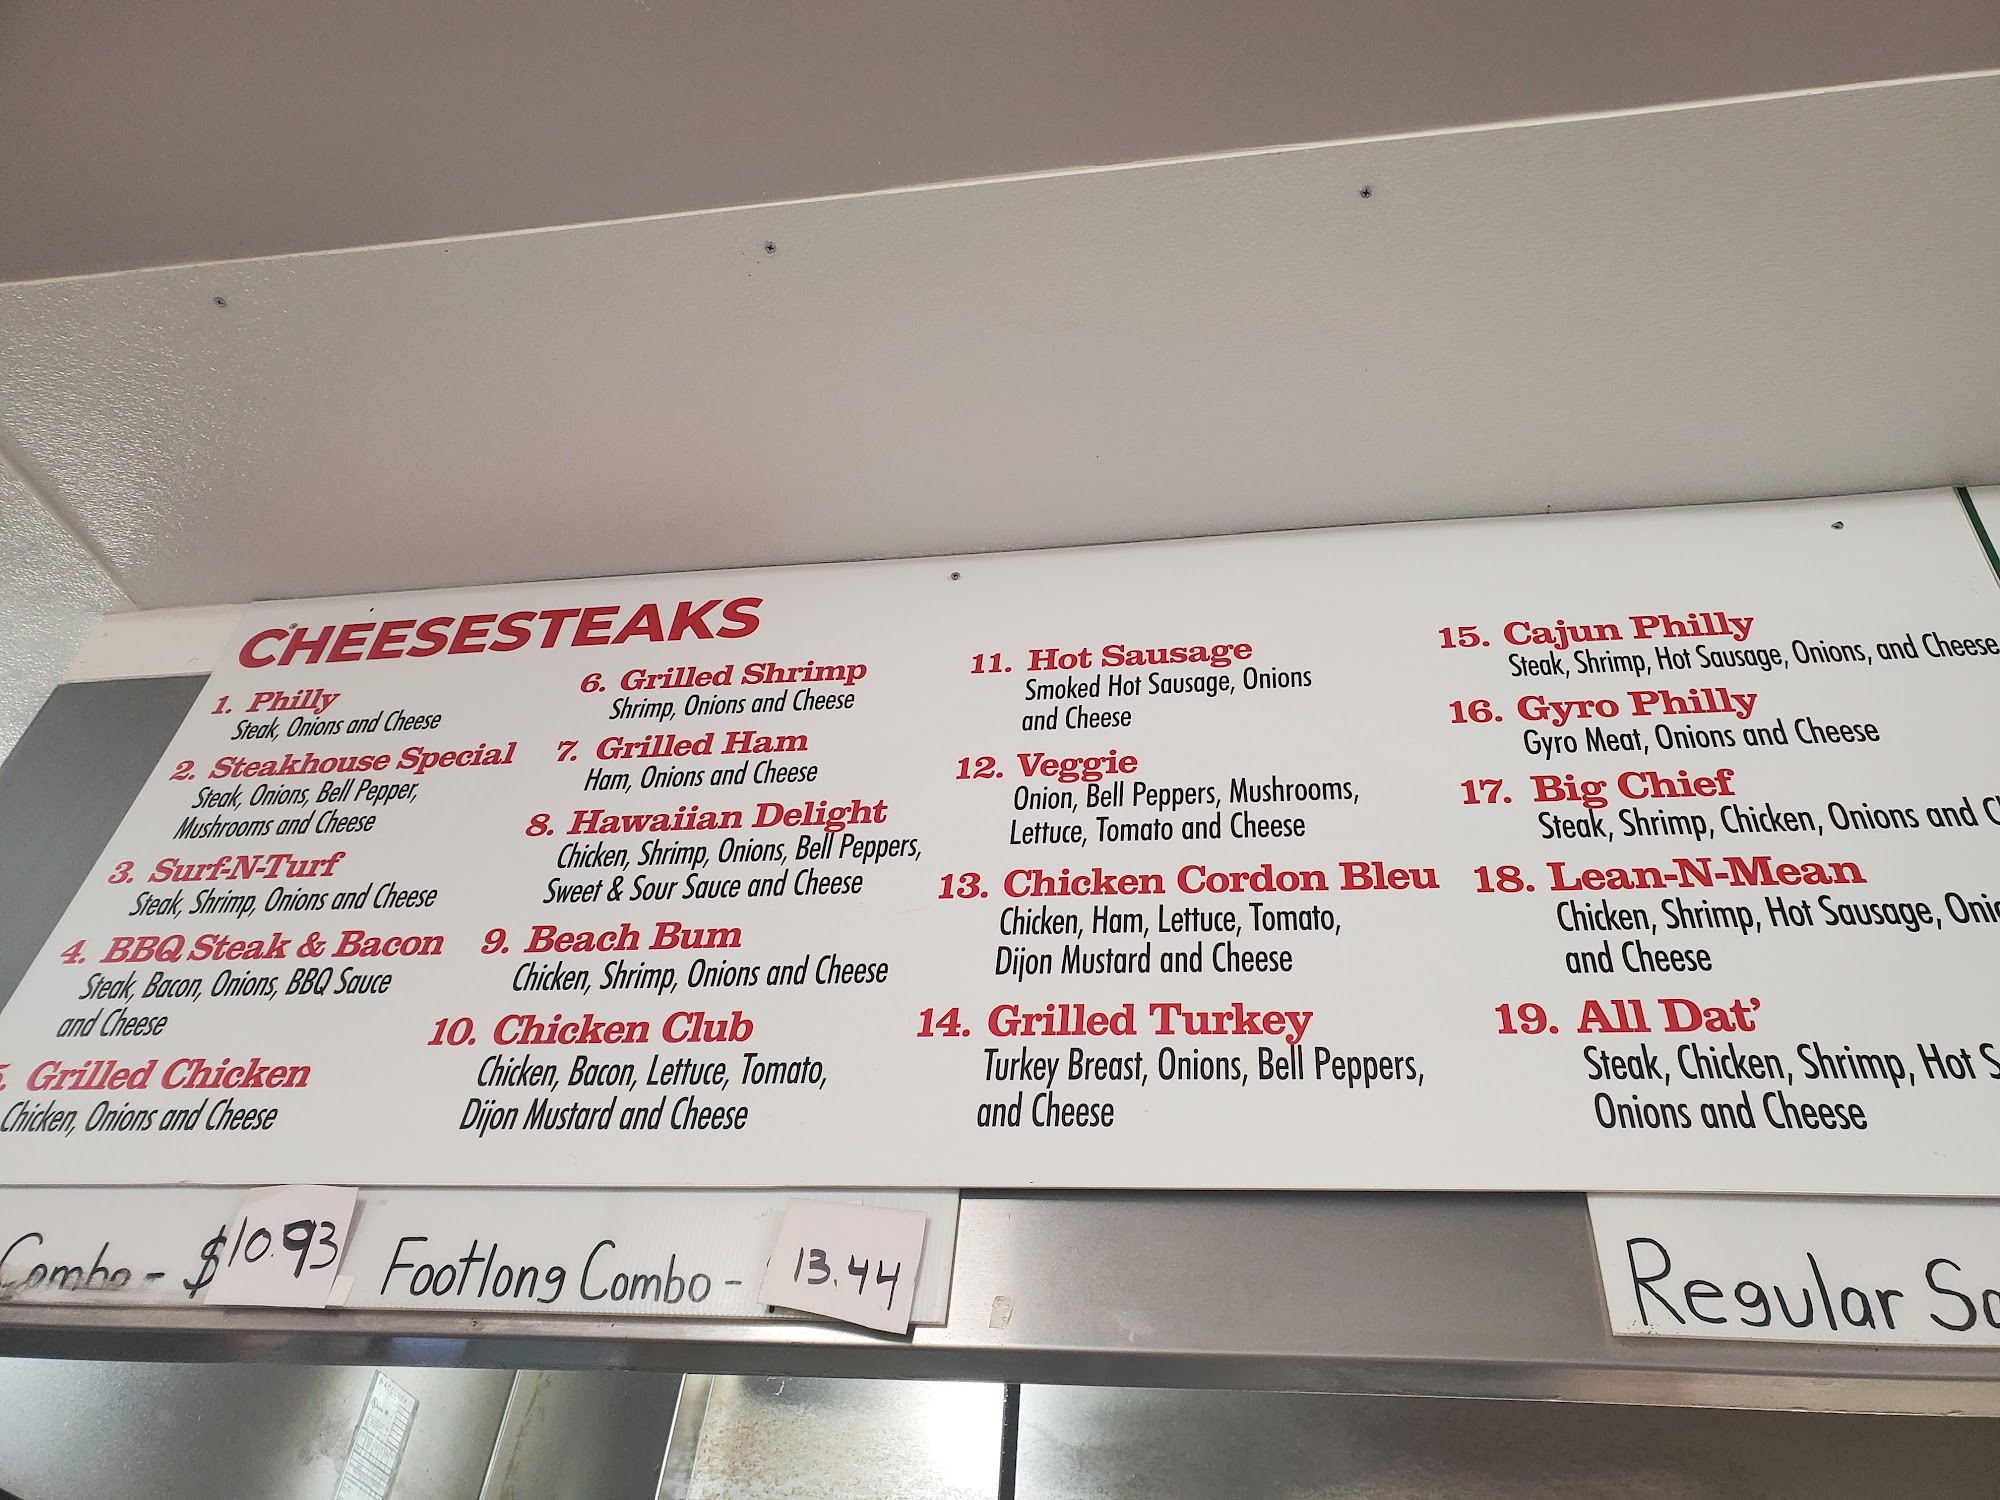 CHEESESTEAKS
1. Philly
Steak, Onions and Cheese
2. Steakhouse Special
Steak, Onions, Bell Pepper,
Mushrooms and Cheese
3. Surf-N-Turf
Steak, Shrimp, Onions and Cheese
4. BBQ Steak & Bacon
Steak, Bacon, Onions, BBQ Sauce
and Cheese
5. Grilled Chicken
Chicken, Onions and Cheese
6. Grilled Shrimp
Shrimp, Onions and Cheese
7. Grilled Ham
Ham, Onions and Cheese
8. Hawaiian Delight
Chicken, Shrimp, Onions, Bell Peppers,
Sweet & Sour Sauce and Cheese
9. Beach Bum
Chicken, Shrimp, Onions and Cheese
10. Chicken Club
Chicken, Bacon, Lettuce, Tomato,
Dijon Mustard and Cheese
11. Hot Sausage
Smoked Hot Sausage, Onions
and Cheese
12. Veggie
Onion, Bell Peppers, Mushrooms,
Lettuce, Tomato and Cheese
13. Chicken Cordon Bleu
Chicken, Ham, Lettuce, Tomato,
Dijon Mustard and Cheese
14. Grilled Turkey
Turkey Breast, Onions, Bell Peppers,
and Cheese
15. Cajun Philly
Steak, Shrimp, Hot Sausage, Onions, and Cheese
16. Gyro Philly
Gyro Meat, Onions and Cheese
17. Big Chief
Steak, Shrimp, Chicken, Onions and
18. Lean-N-Mean
Chicken, Shrimp, Hot Sausage,
and Cheese
19. All Dat'
Steak, Chicken, Shrimp, Hot
Onions and Cheese
Combo - $10.93
Footlong Combo - 13.44
Regular